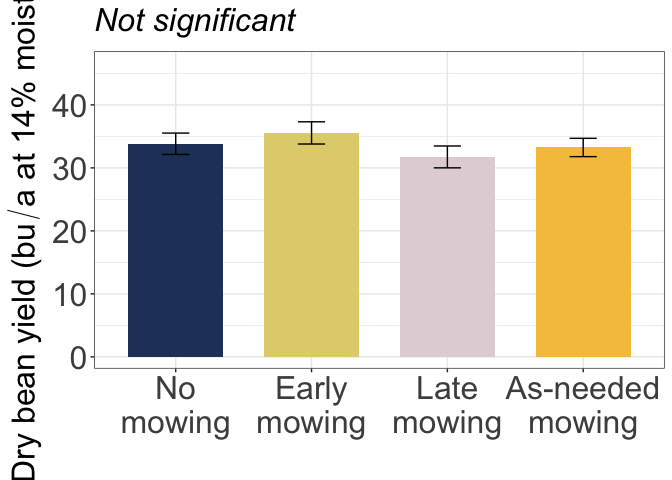 Not significant
Dry bean yield (bu/a at 14% moist
40
30
20
10
0
No
mowing
Early
mowing
Late
mowing
As-needed
mowing